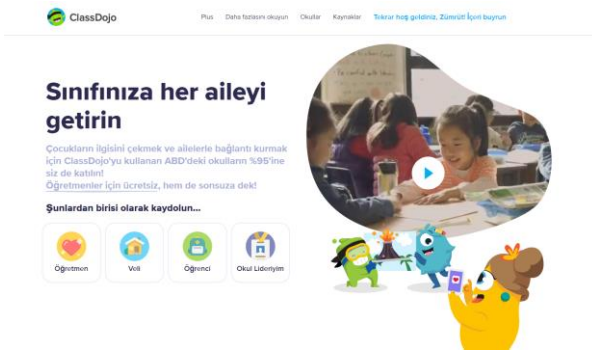 ClassDojo
Plus Daha fazlasını okuyun Okullar Kaynaklar Tekrar hoş geldiniz, Zümrüt! İçeri buyrun
Sınıfınıza her aileyi
getirin
Çocukların ilgisini çekmek ve ailelerle bağlantı kurmak
için ClassDojo'yu kullanan ABD'deki okulların %95'ine
siz de katılın!
Öğretmenler için ücretsiz, hem de sonsuza dek!
Şunlardan birisi olarak kaydolun...
Öğretmen Veli Öğrenci Okul Lideriyim